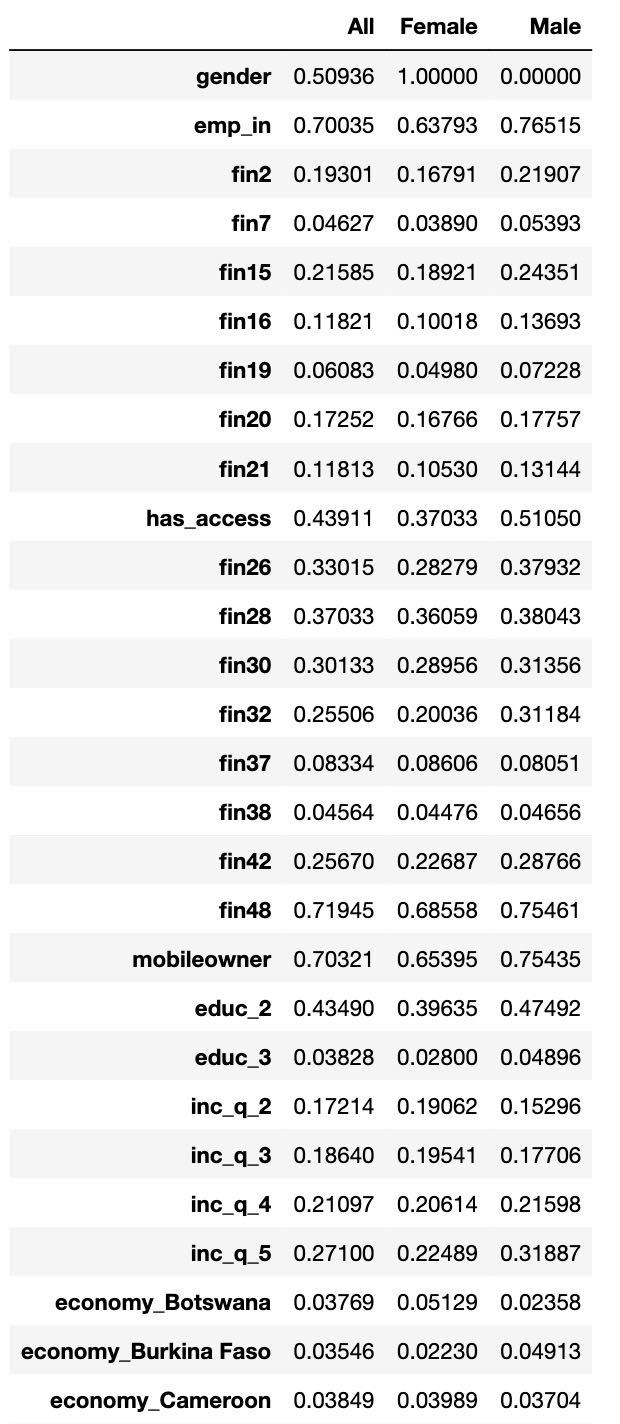 All Female Male
gender 0.50936 1.00000 0.00000
emp_in 0.70035 0.63793 0.76515
fin2 0.19301 0.16791 0.21907
fin7 0.04627 0.03890 0.05393
fin15 0.21585 0.18921 0.24351
fin16 0.11821 0.10018 0.13693
fin19 0.06083 0.04980 0.07228
fin20 0.17252 0.16766 0.17757
fin21 0.11813 0.10530 0.13144
has_access 0.43911 0.37033 0.51050
fin26 0.33015 0.28279 0.37932
fin28 0.37033 0.36059 0.38043
fin30 0.30133 0.28956 0.31356
fin32 0.25506 0.20036 0.31184
fin37 0.08334 0.08606 0.08051
fin38 0.04564 0.04476 0.04656
fin42 0.25670 0.22687 0.28766
fin48 0.71945 0.68558 0.75461
mobileowner 0.70321 0.65395 0.75435
educ_2 0.43490 0.39635 0.47492
educ_3 0.03828 0.02800 0.04896
inc_q_2 0.17214 0.19062 0.15296
inc_q_3 0.18640 0.19541 0.17706
inc_q_4 0.21097 0.20614 0.21598
inc_q_5 0.27100 0.22489 0.31887
economy_Botswana 0.03769 0.05129 0.02358
economy_Burkina Faso 0.03546 0.02230 0.04913
economy_Cameroon 0.03849 0.03989 0.03704